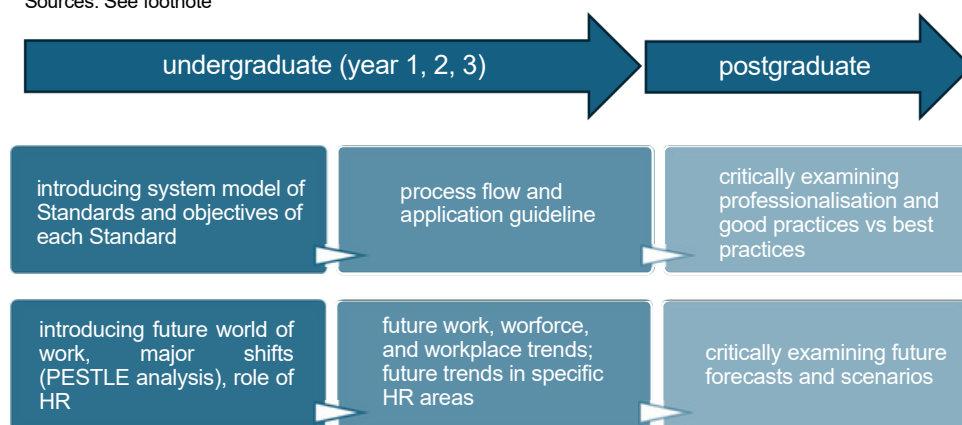 Sources: See footnote
undergraduate (year 1, 2, 3)
postgraduate
introducing system model of
Standards and objectives of
each Standard
process flow and
application guideline
critically examining
professionalisation and
good practices vs best
practices
introducing future world of
work, major shifts
(PESTLE analysis), role of
HR
future work, worforce,
and workplace trends;
future trends in specific
HR areas
critically examining future
forecasts and scenarios